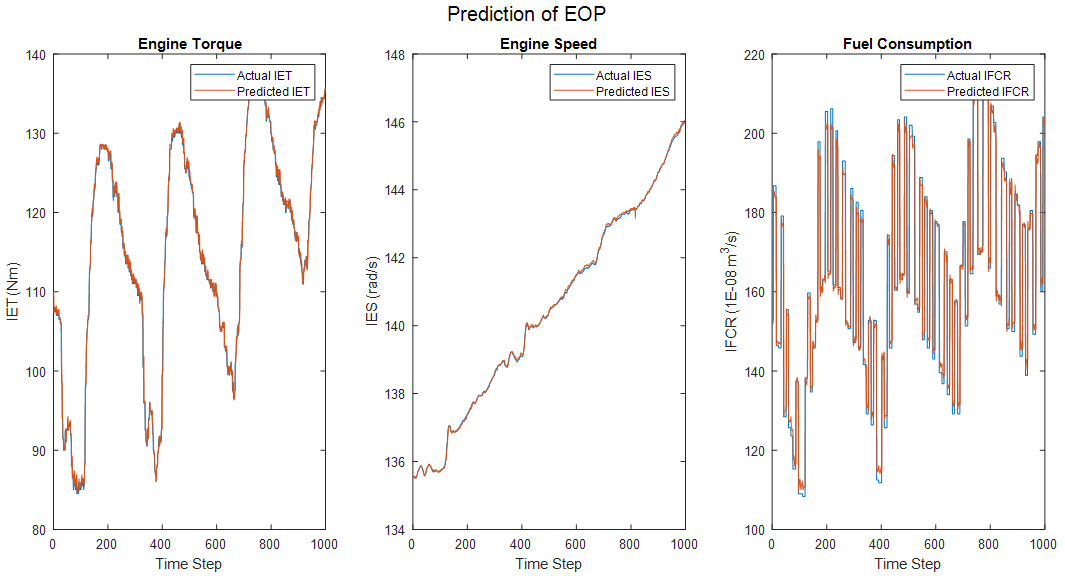 Prediction of EOP
Engine Torque
Actual IET
Predicted IET
140
130
120
110
100
90
80
0
200
400
600
800
1000
IET (Nm)
Time Step
Engine Speed
Actual IES
Predicted IES
148
146
144
142
140
138
136
134
0
200
400
600
800
1000
IES (rad/s)
Time Step
Fuel Consumption
Actual IFCR
Predicted IFCR
220
200
180
160
140
120
100
0
200
400
600
800
1000
IFCR (1E-08 m³/s)
Time Step